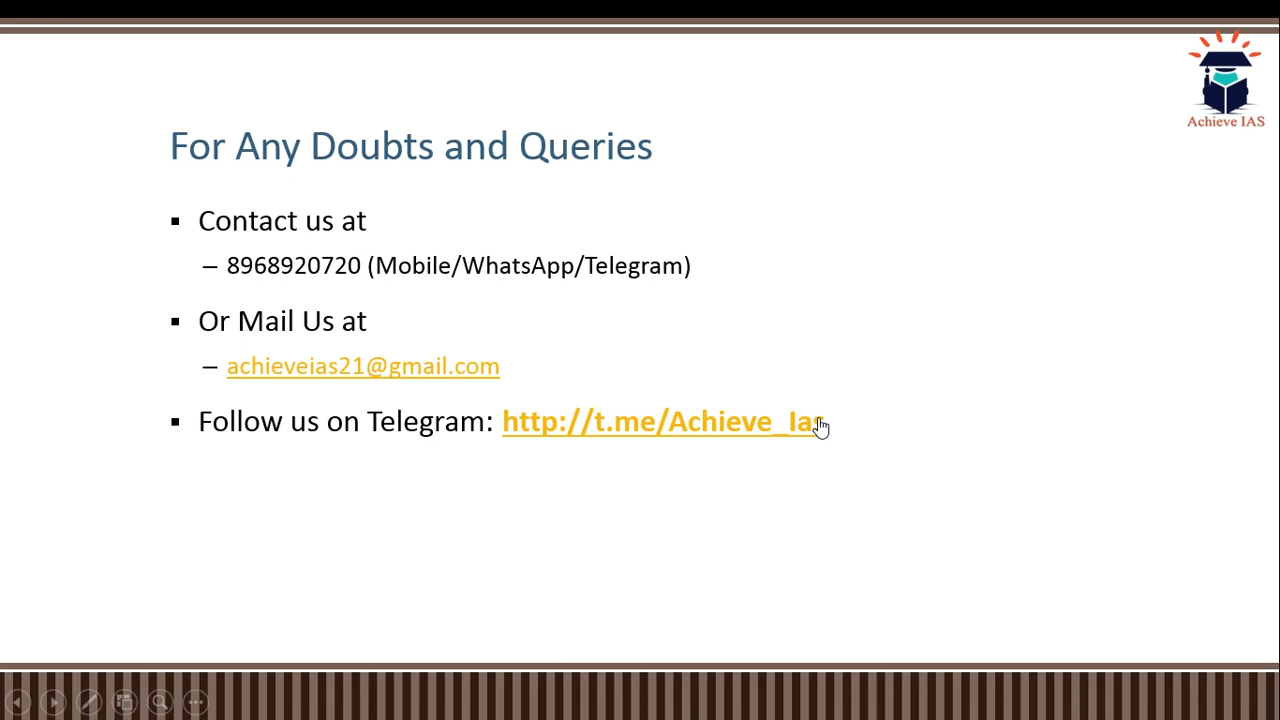 Achieve IAS
For Any Doubts and Queries
▪ Contact us at
– 8968920720 (Mobile/WhatsApp/Telegram)
▪ Or Mail Us at
– achieveias21@gmail.com
▪ Follow us on Telegram: http://t.me/Achieve_Ias